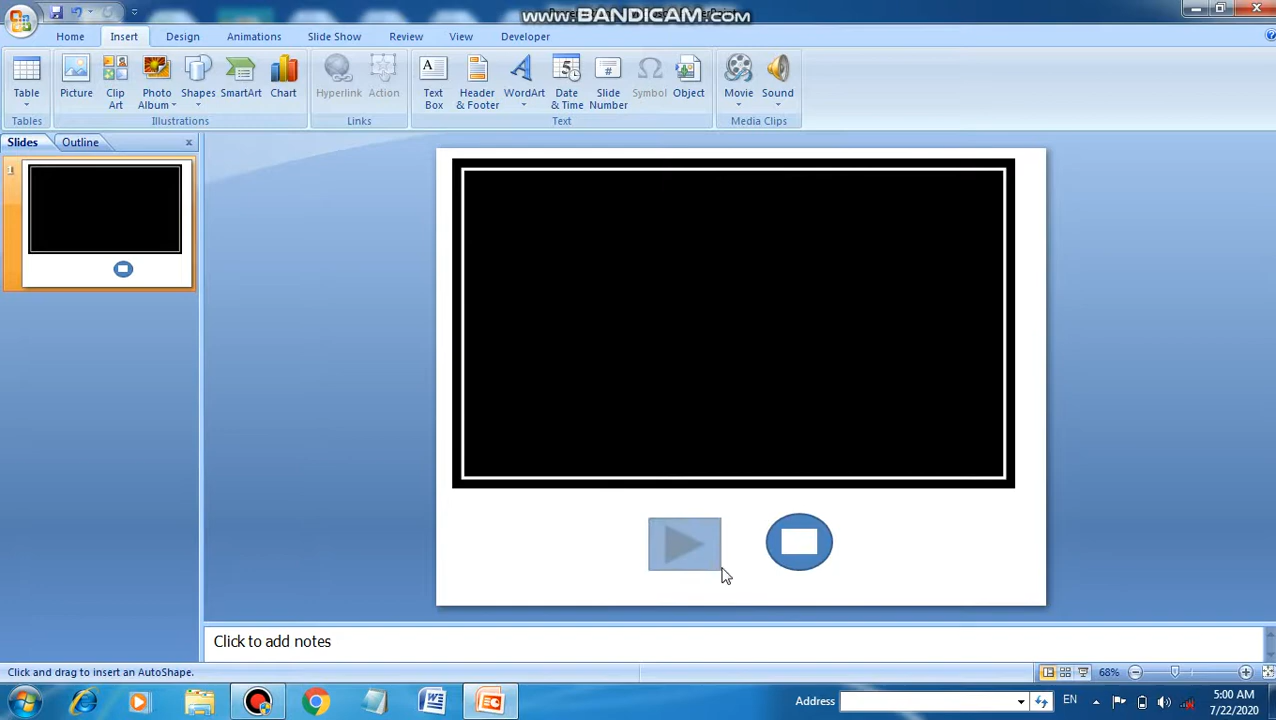 www.BANDICAM.com
Home Insert Design Animations Slide Show Review View Developer
Table Picture Clip Art Photo Album Shapes SmartArt Chart Hyperlink Action Text Box Header & Footer WordArt Date & Time Slide Number Symbol Object Movie Sound
Tables Illustrations Links Text Media Clips
Slides Outline
1
Click to add notes
Click and drag to insert an AutoShape.
68%
Address
EN
5:00 AM
7/22/2020